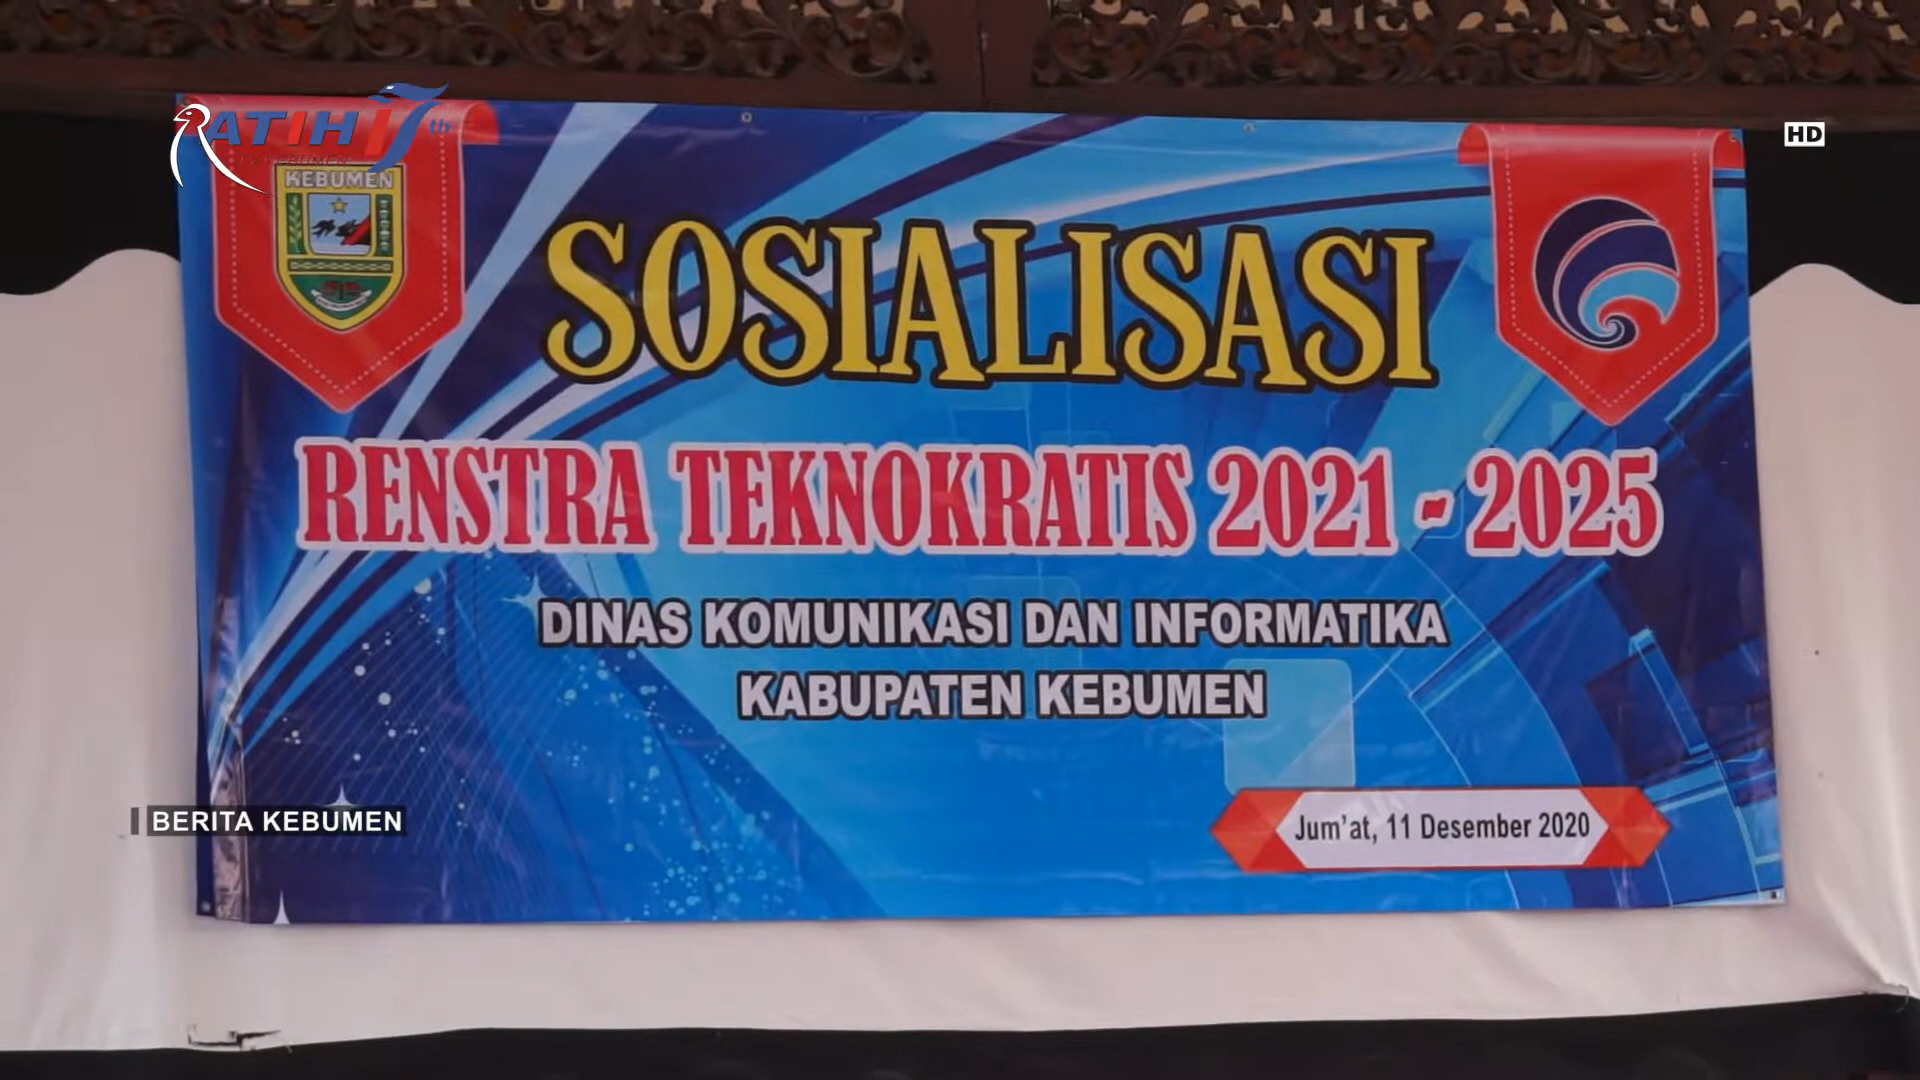 RATIH 15th
TV KEBUMEN
HD
KEBUMEN
SOSIALISASI
RENSTRA TEKNOKRATIS 2021 - 2025
DINAS KOMUNIKASI DAN INFORMATIKA
KABUPATEN KEBUMEN
BERITA KEBUMEN
Jum'at, 11 Desember 2020